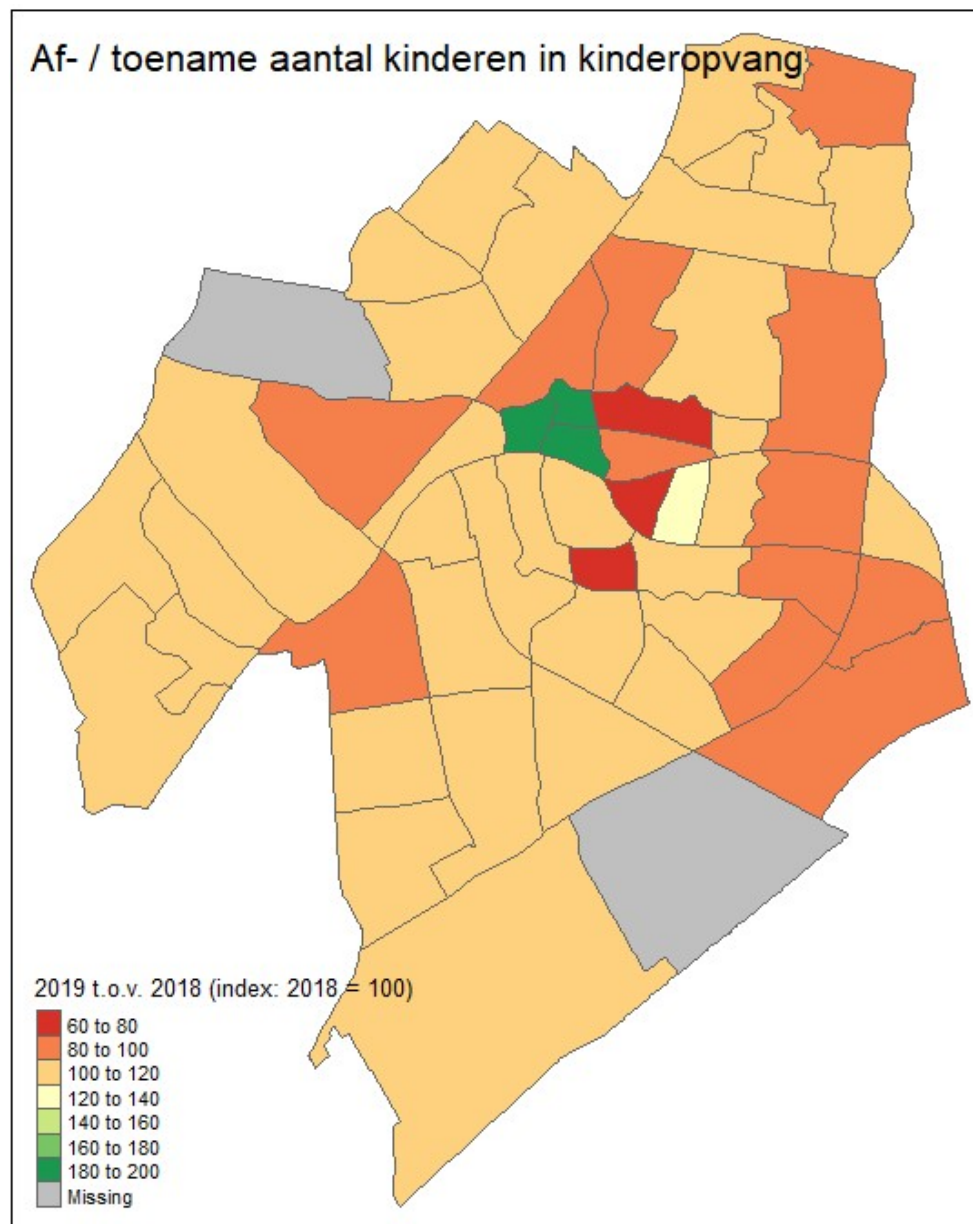 Af- / toename aantal kinderen in kinderopvang
2019 t.o.v. 2018 (index: 2018 = 100)
60 to 80
80 to 100
100 to 120
120 to 140
140 to 160
160 to 180
180 to 200
Missing